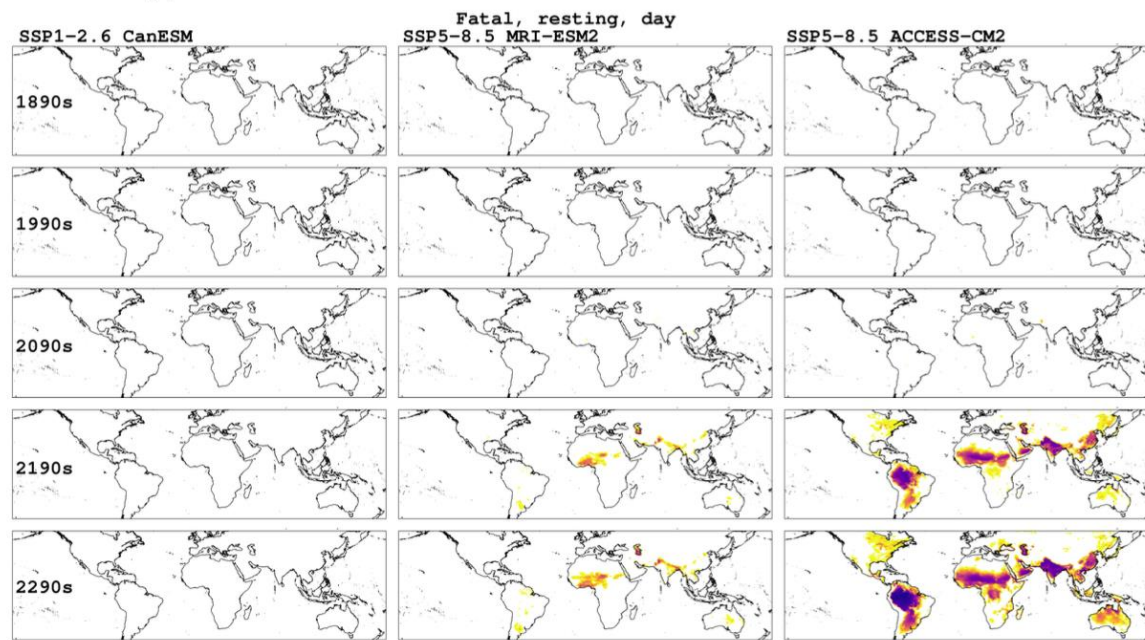 Fatal, resting, day
SSP1-2.6 CanESM
SSP5-8.5 MRI-ESM2
SSP5-8.5 ACCESS-CM2
1890s
1990s
2090s
2190s
2290s